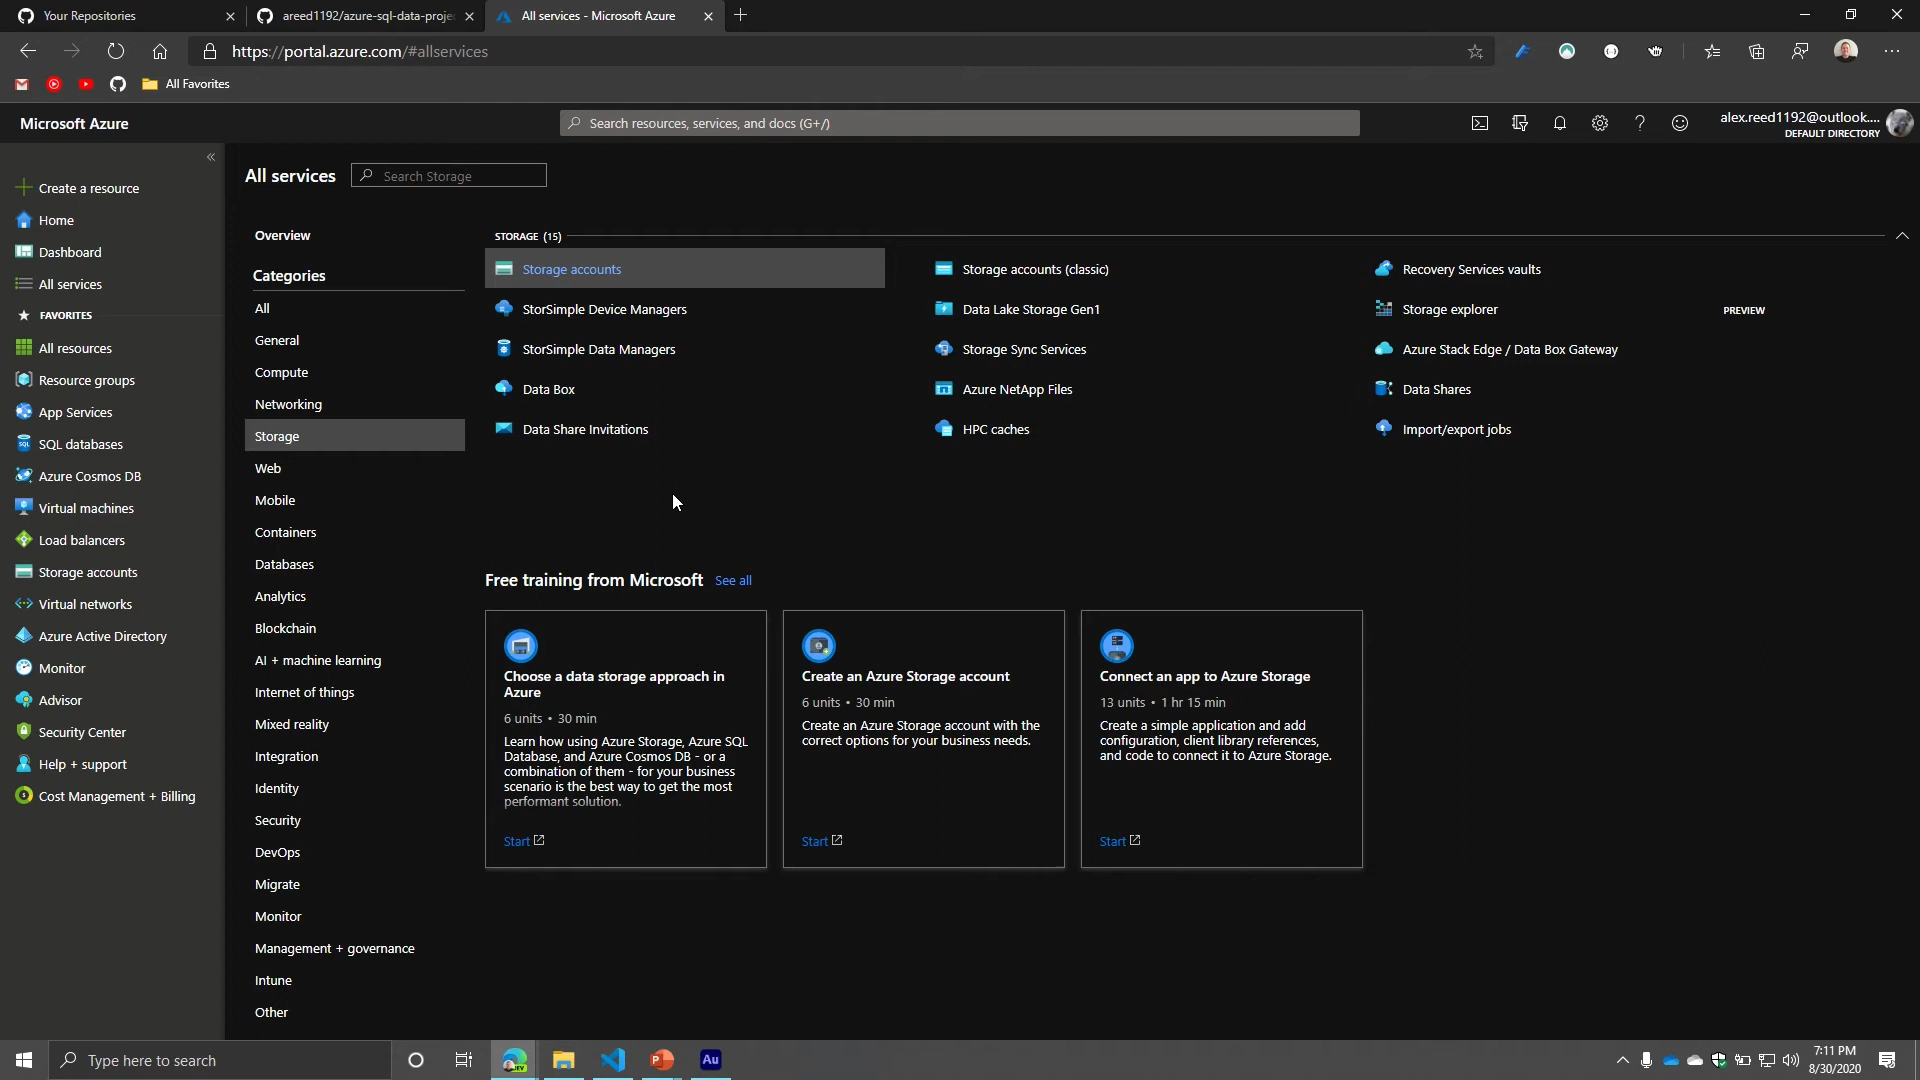 Your Repositories
areed1192/azure-sql-data-projec
All services - Microsoft Azure
https://portal.azure.com/#allservices
All Favorites
Microsoft Azure
Search resources, services, and docs (G+/)
alex.reed1192@outlook....
DEFAULT DIRECTORY
Create a resource
Home
Dashboard
All services
FAVORITES
All resources
Resource groups
App Services
SQL databases
Azure Cosmos DB
Virtual machines
Load balancers
Storage accounts
Virtual networks
Azure Active Directory
Monitor
Advisor
Security Center
Help + support
Cost Management + Billing
All services
Search Storage
Overview
Categories
All
General
Compute
Networking
Storage
Web
Mobile
Containers
Databases
Analytics
Blockchain
AI + machine learning
Internet of things
Mixed reality
Integration
Identity
Security
DevOps
Migrate
Monitor
Management + governance
Intune
Other
STORAGE (15)
Storage accounts
Storage accounts (classic)
Recovery Services vaults
StorSimple Device Managers
Data Lake Storage Gen1
Storage explorer
PREVIEW
StorSimple Data Managers
Storage Sync Services
Azure Stack Edge / Data Box Gateway
Data Box
Azure NetApp Files
Data Shares
Data Share Invitations
HPC caches
Import/export jobs
Free training from Microsoft
See all
Choose a data storage approach in
Azure
6 units • 30 min
Learn how using Azure Storage, Azure SQL
Database, and Azure Cosmos DB - or a
combination of them - for your business
scenario is the best way to get the most
performant solution.
Start
Create an Azure Storage account
6 units • 30 min
Create an Azure Storage account with the
correct options for your business needs.
Start
Connect an app to Azure Storage
13 units • 1 hr 15 min
Create a simple application and add
configuration, client library references,
and code to connect it to Azure Storage.
Start
Type here to search
Au
7:11 PM
8/30/2020